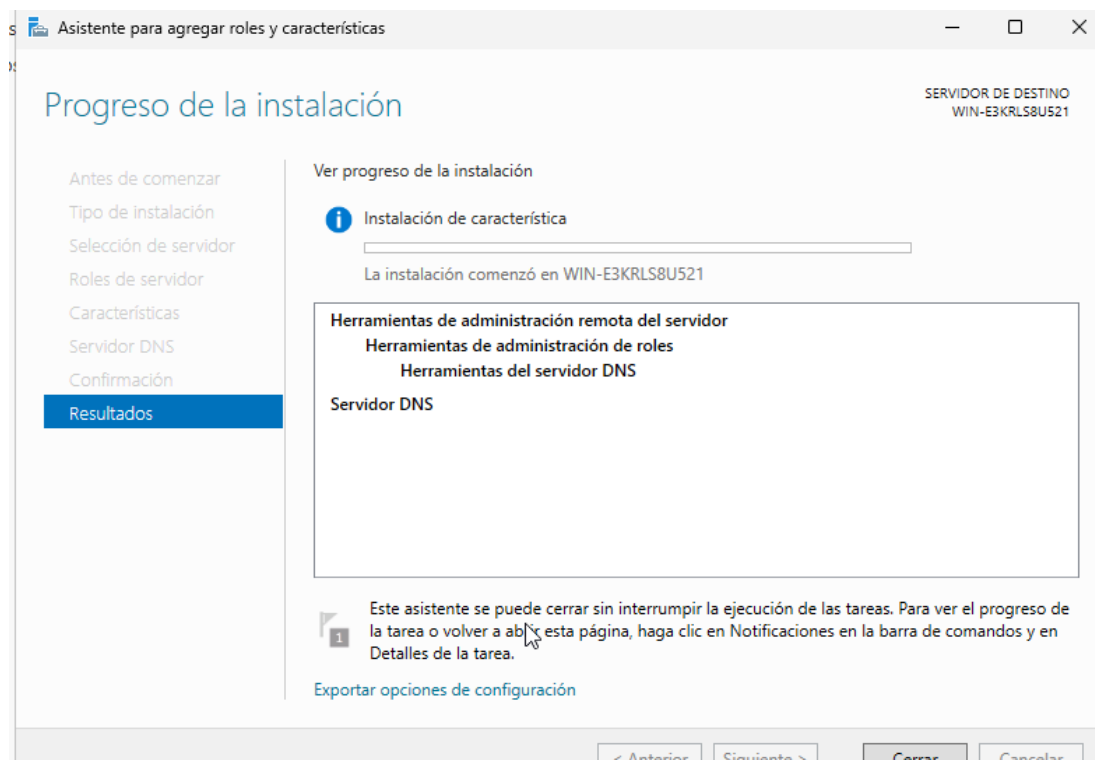 Asistente para agregar roles y características
Progreso de la instalación
SERVIDOR DE DESTINO
WIN-E3KRLS8U521
Antes de comenzar
Tipo de instalación
Selección de servidor
Roles de servidor
Características
Servidor DNS
Confirmación
Resultados
Ver progreso de la instalación
Instalación de característica
La instalación comenzó en WIN-E3KRLS8U521
Herramientas de administración remota del servidor
Herramientas de administración de roles
Herramientas del servidor DNS
Servidor DNS
1
Este asistente se puede cerrar sin interrumpir la ejecución de las tareas. Para ver el progreso de
la tarea o volver a abrir esta página, haga clic en Notificaciones en la barra de comandos y en
Detalles de la tarea.
Exportar opciones de configuración
< Anterior Siguiente > Cerrar Cancelar